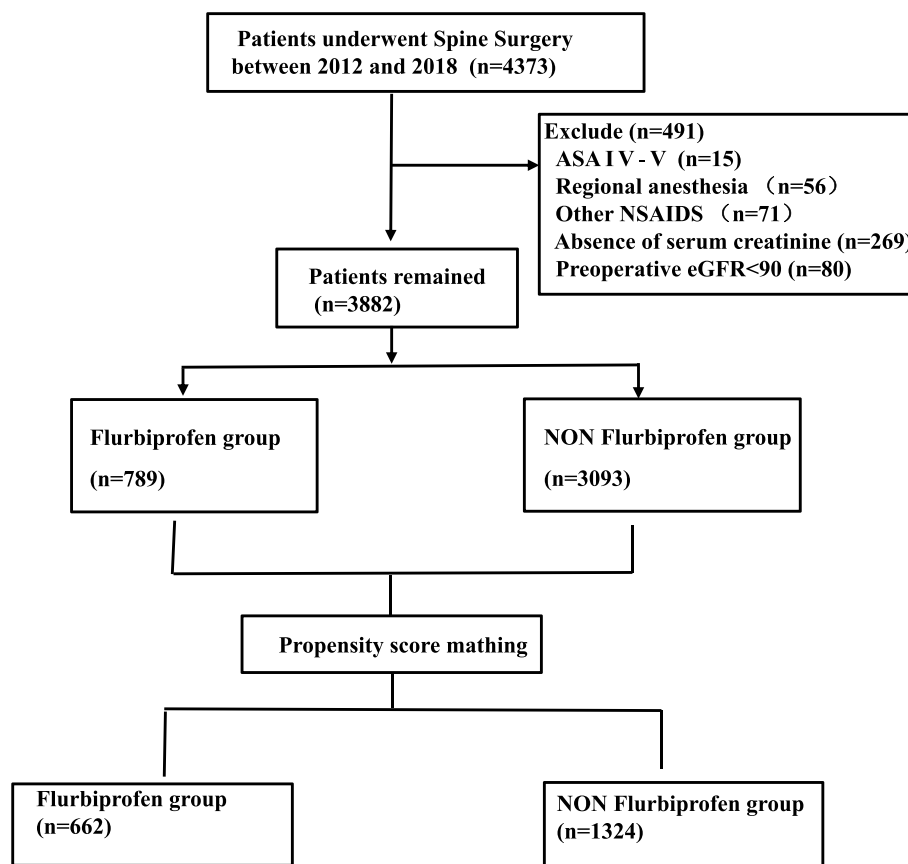 Patients underwent Spine Surgery
between 2012 and 2018 (n=4373)
Exclude (n=491)
ASA I V - V (n=15)
Regional anesthesia （n=56）
Other NSAIDS （n=71）
Absence of serum creatinine (n=269)
Preoperative eGFR<90 (n=80)
Patients remained
(n=3882)
Flurbiprofen group
(n=789)
NON Flurbiprofen group
(n=3093)
Propensity score mathing
Flurbiprofen group
(n=662)
NON Flurbiprofen group
(n=1324)